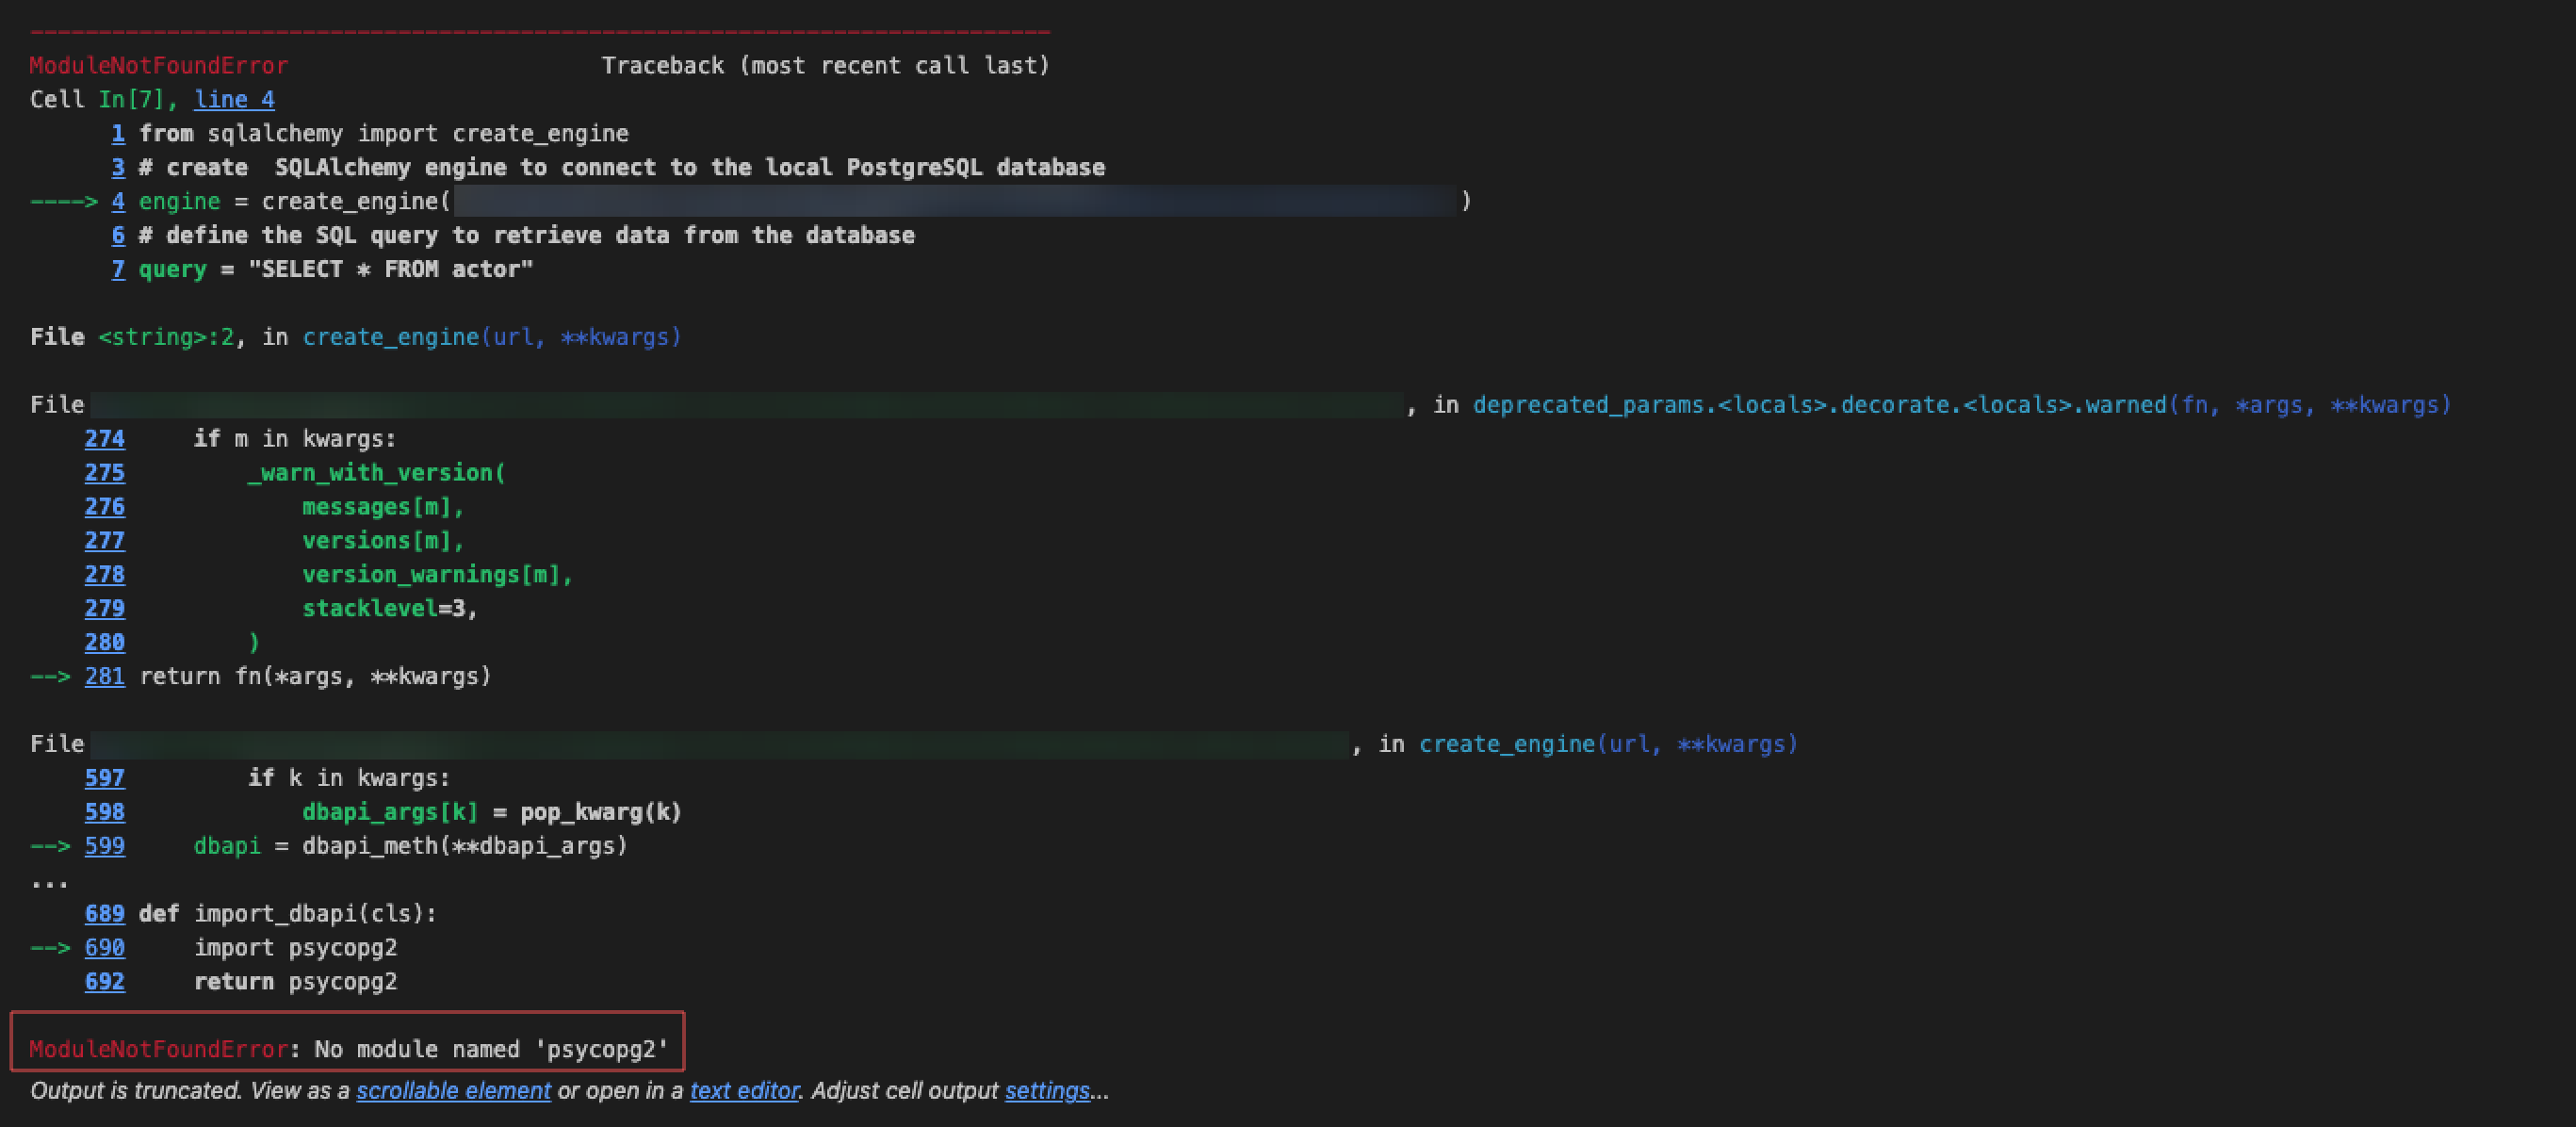 ---------------------------------------------------------------------------
ModuleNotFoundError                       Traceback (most recent call last)
Cell In[7], line 4
      1 from sqlalchemy import create_engine
      3 # create  SQLAlchemy engine to connect to the local PostgreSQL database
----> 4 engine = create_engine( )
      6 # define the SQL query to retrieve data from the database
      7 query = "SELECT * FROM actor"
File <string>:2, in create_engine(url, **kwargs)
File , in deprecated_params.<locals>.decorate.<locals>.warned(fn, *args, **kwargs)
    274     if m in kwargs:
    275         _warn_with_version(
    276             messages[m],
    277             versions[m],
    278             version_warnings[m],
    279             stacklevel=3,
    280         )
--> 281 return fn(*args, **kwargs)
File , in create_engine(url, **kwargs)
    597         if k in kwargs:
    598             dbapi_args[k] = pop_kwarg(k)
--> 599     dbapi = dbapi_meth(**dbapi_args)
...
    689 def import_dbapi(cls):
--> 690     import psycopg2
    692     return psycopg2
ModuleNotFoundError: No module named 'psycopg2'
Output is truncated. View as a scrollable element or open in a text editor. Adjust cell output settings...